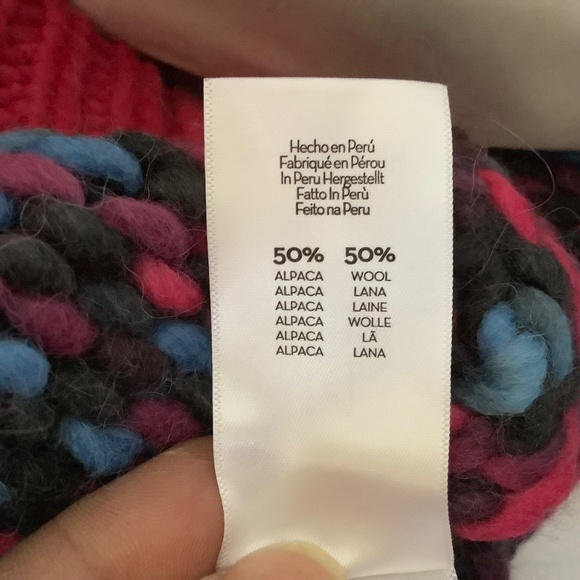 Hecho en Perú
Fabriqué en Pérou
In Peru Hergestellt
Fatto In Perù
Feito na Peru
50% 50%
ALPACA WOOL
ALPACA LANA
ALPACA LAINE
ALPACA WOLLE
ALPACA LÃ
ALPACA LANA